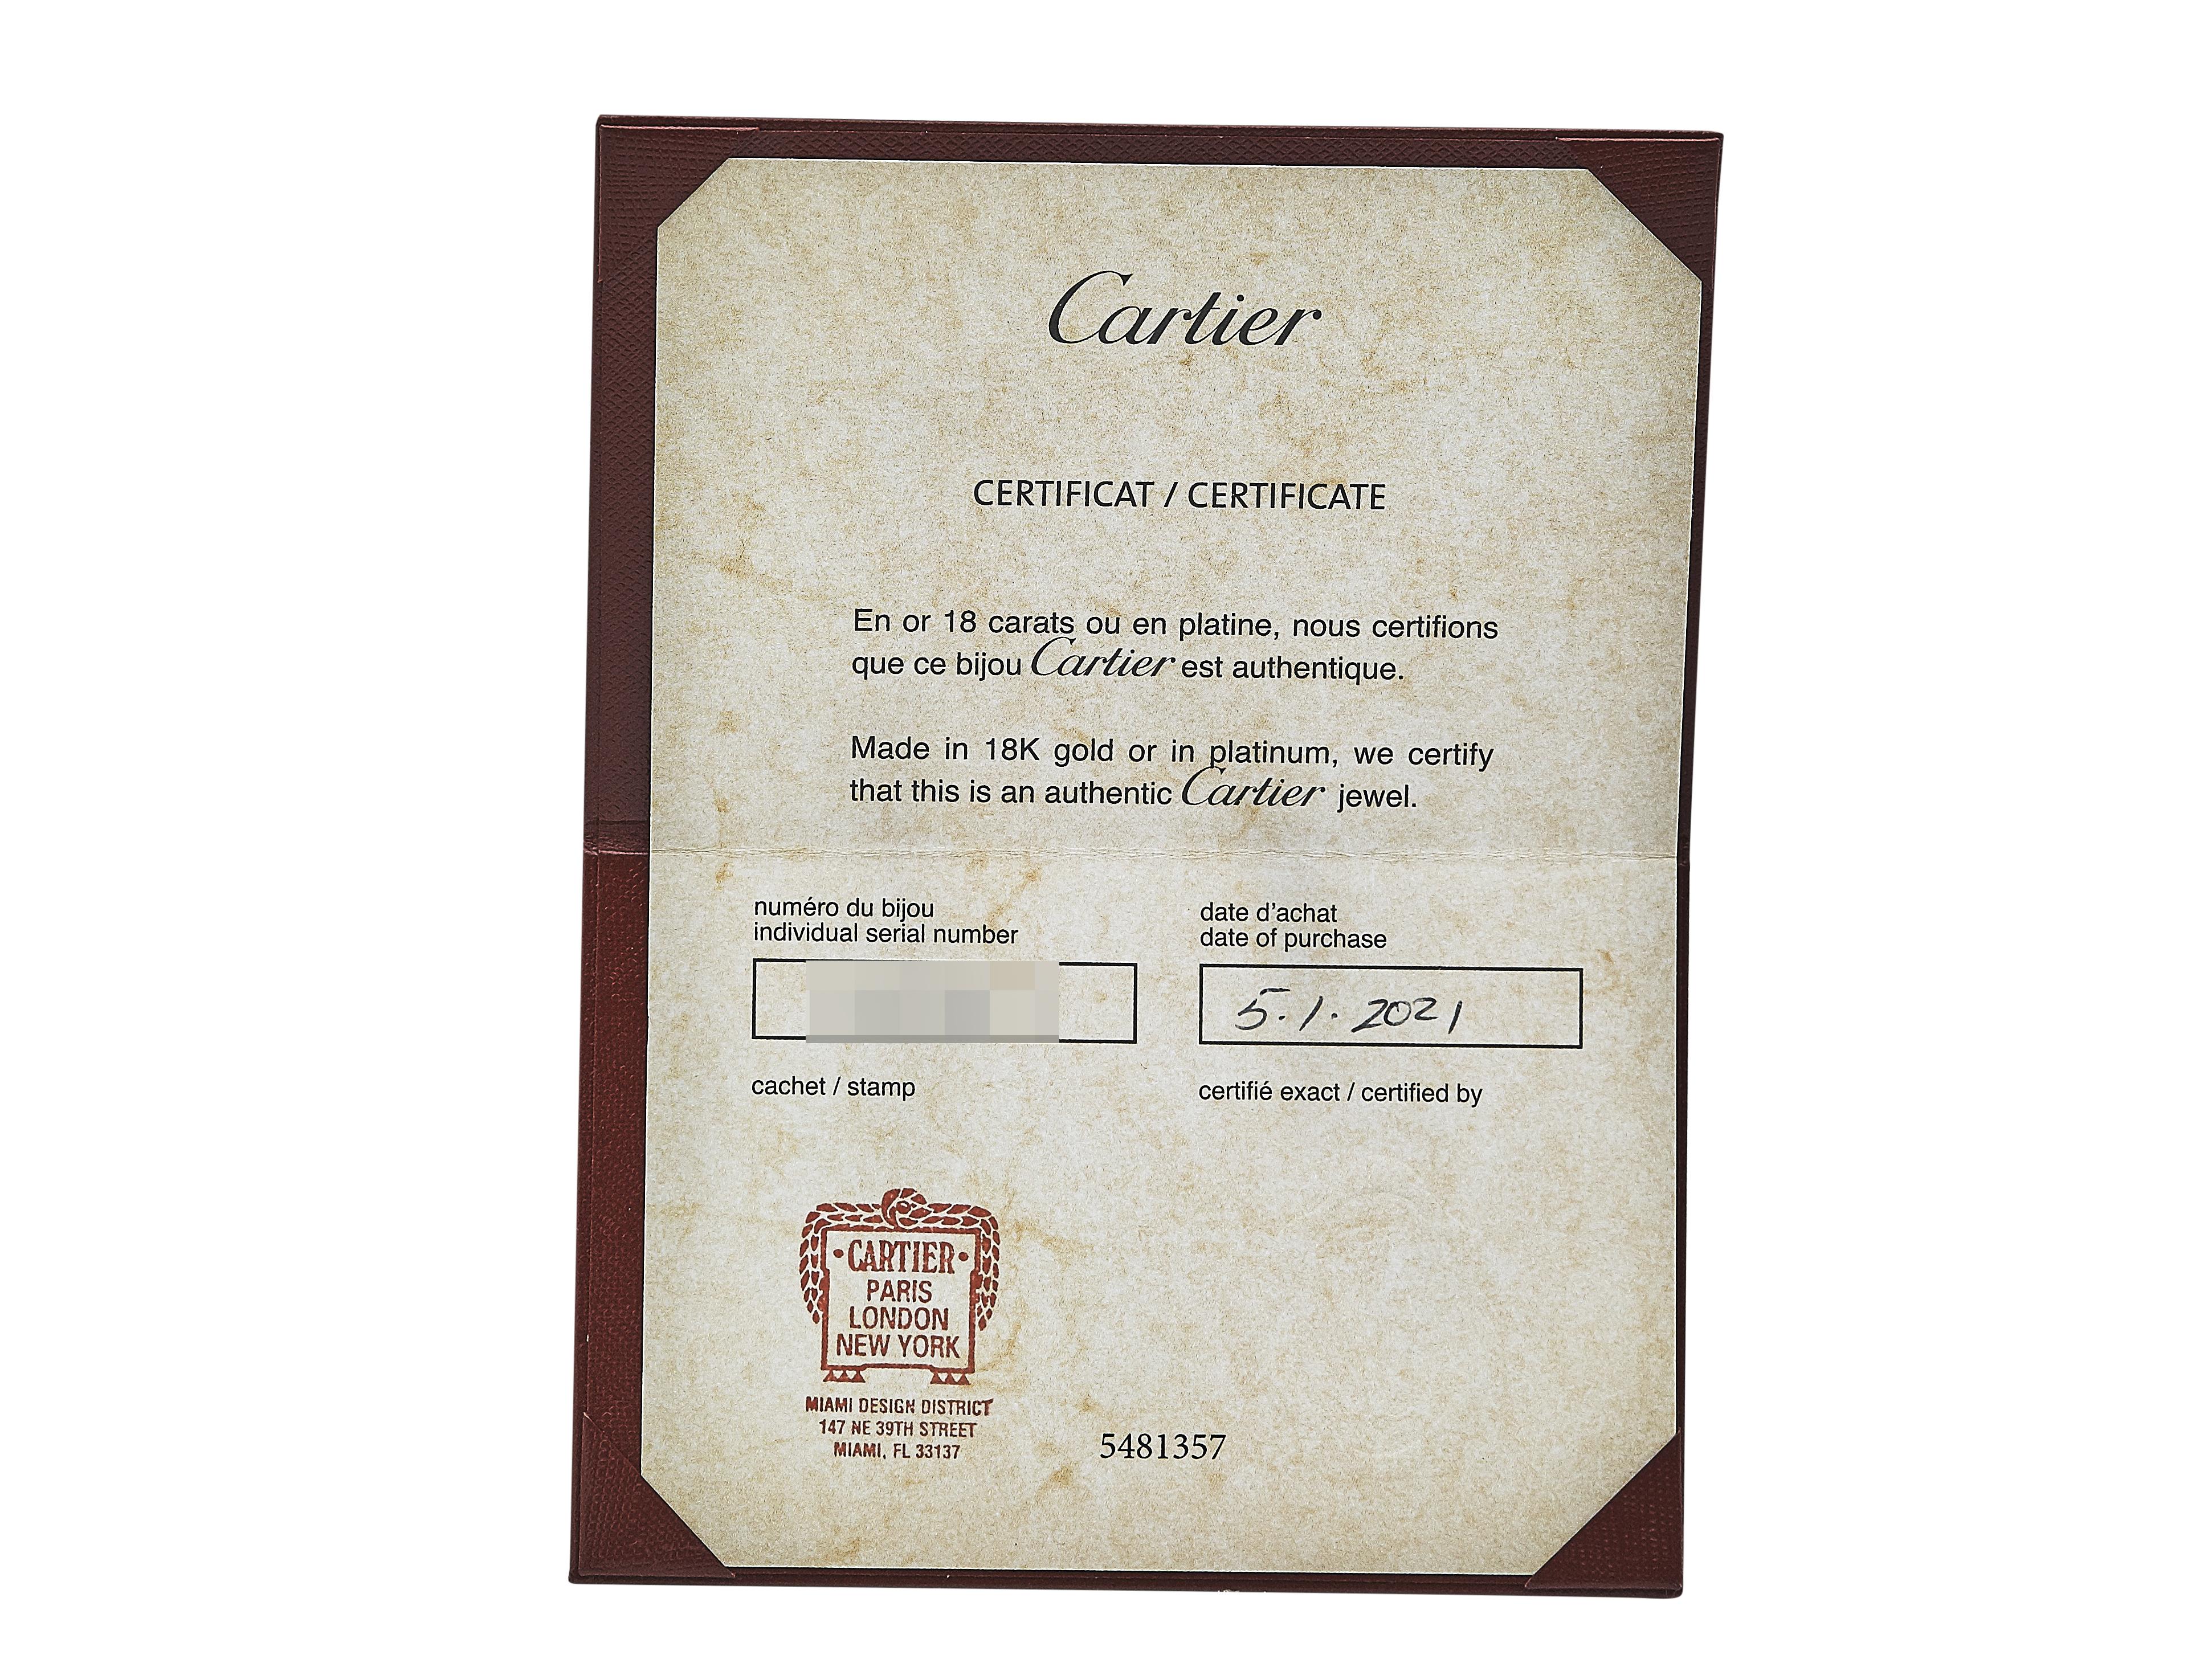 Cartier
CERTIFICAT / CERTIFICATE
En or 18 carats ou en platine, nous certifions
que ce bijou Cartier est authentique.
Made in 18K gold or in platinum, we certify
that this is an authentic Cartier jewel.
numéro du bijou
individual serial number
date d'achat
date of purchase
5.1.2021
cachet / stamp
certifié exact / certified by
•CARTIER•
PARIS
LONDON
NEW YORK
MIAMI DESIGN DISTRICT
147 NE 39TH STREET
MIAMI, FL 33137
5481357